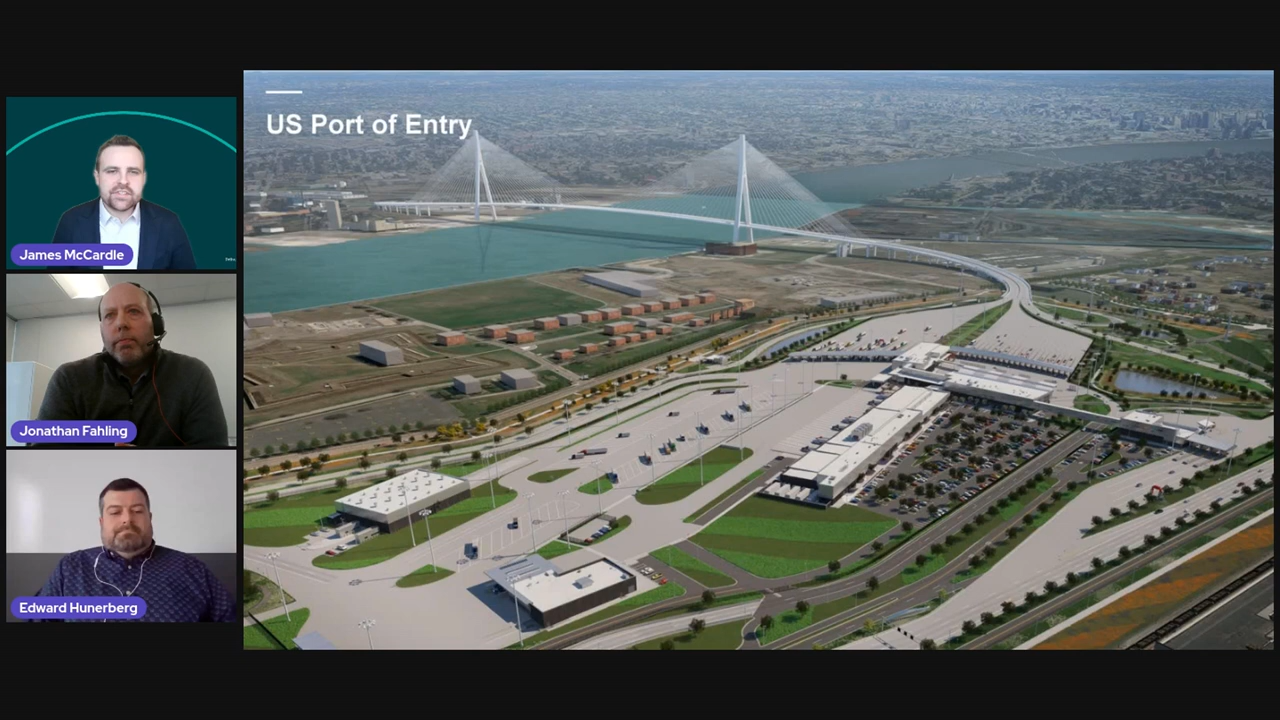 US Port of Entry
James McCardle
Jonathan Fahling
Edward Hunerberg